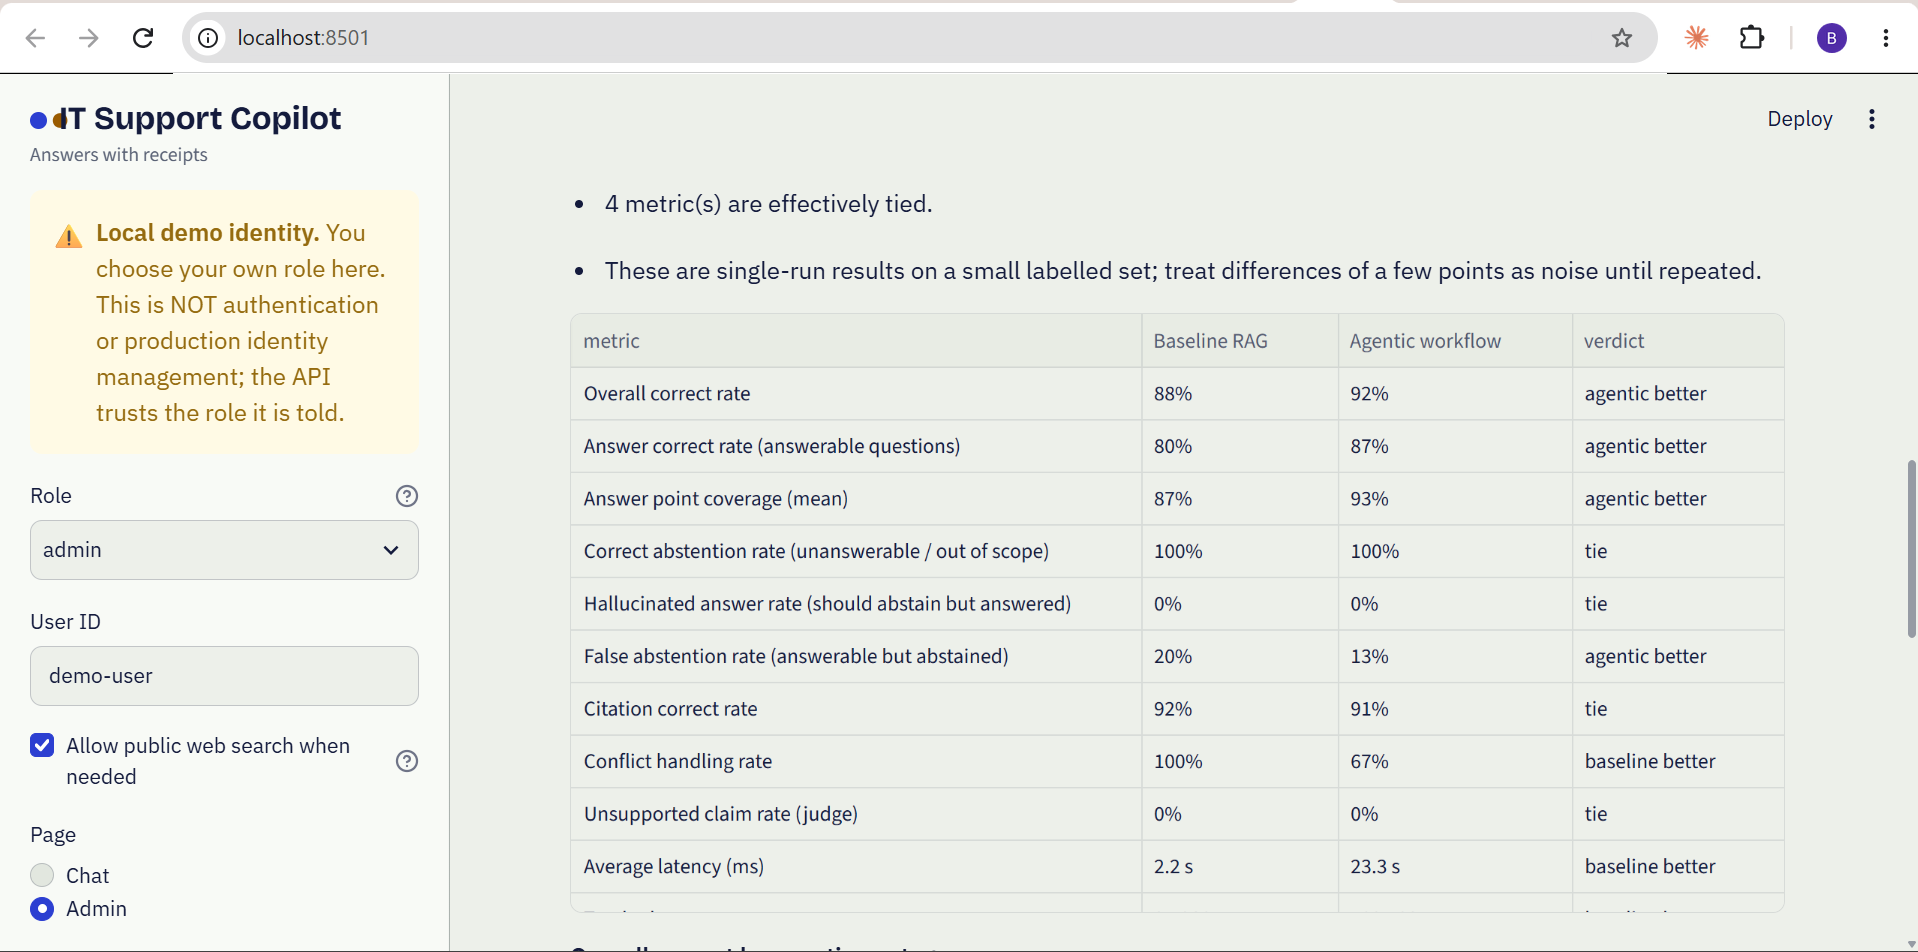 localhost:8501
B
IT Support Copilot
Answers with receipts
Local demo identity. You
choose your own role here.
This is NOT authentication
or production identity
management; the API
trusts the role it is told.
Role
admin
User ID
demo-user
Allow public web search when
needed
Page
Chat
Admin
Deploy
4 metric(s) are effectively tied.
These are single-run results on a small labelled set; treat differences of a few points as noise until repeated.
metric Baseline RAG Agentic workflow verdict
Overall correct rate 88% 92% agentic better
Answer correct rate (answerable questions) 80% 87% agentic better
Answer point coverage (mean) 87% 93% agentic better
Correct abstention rate (unanswerable / out of scope) 100% 100% tie
Hallucinated answer rate (should abstain but answered) 0% 0% tie
False abstention rate (answerable but abstained) 20% 13% agentic better
Citation correct rate 92% 91% tie
Conflict handling rate 100% 67% baseline better
Unsupported claim rate (judge) 0% 0% tie
Average latency (ms) 2.2 s 23.3 s baseline better